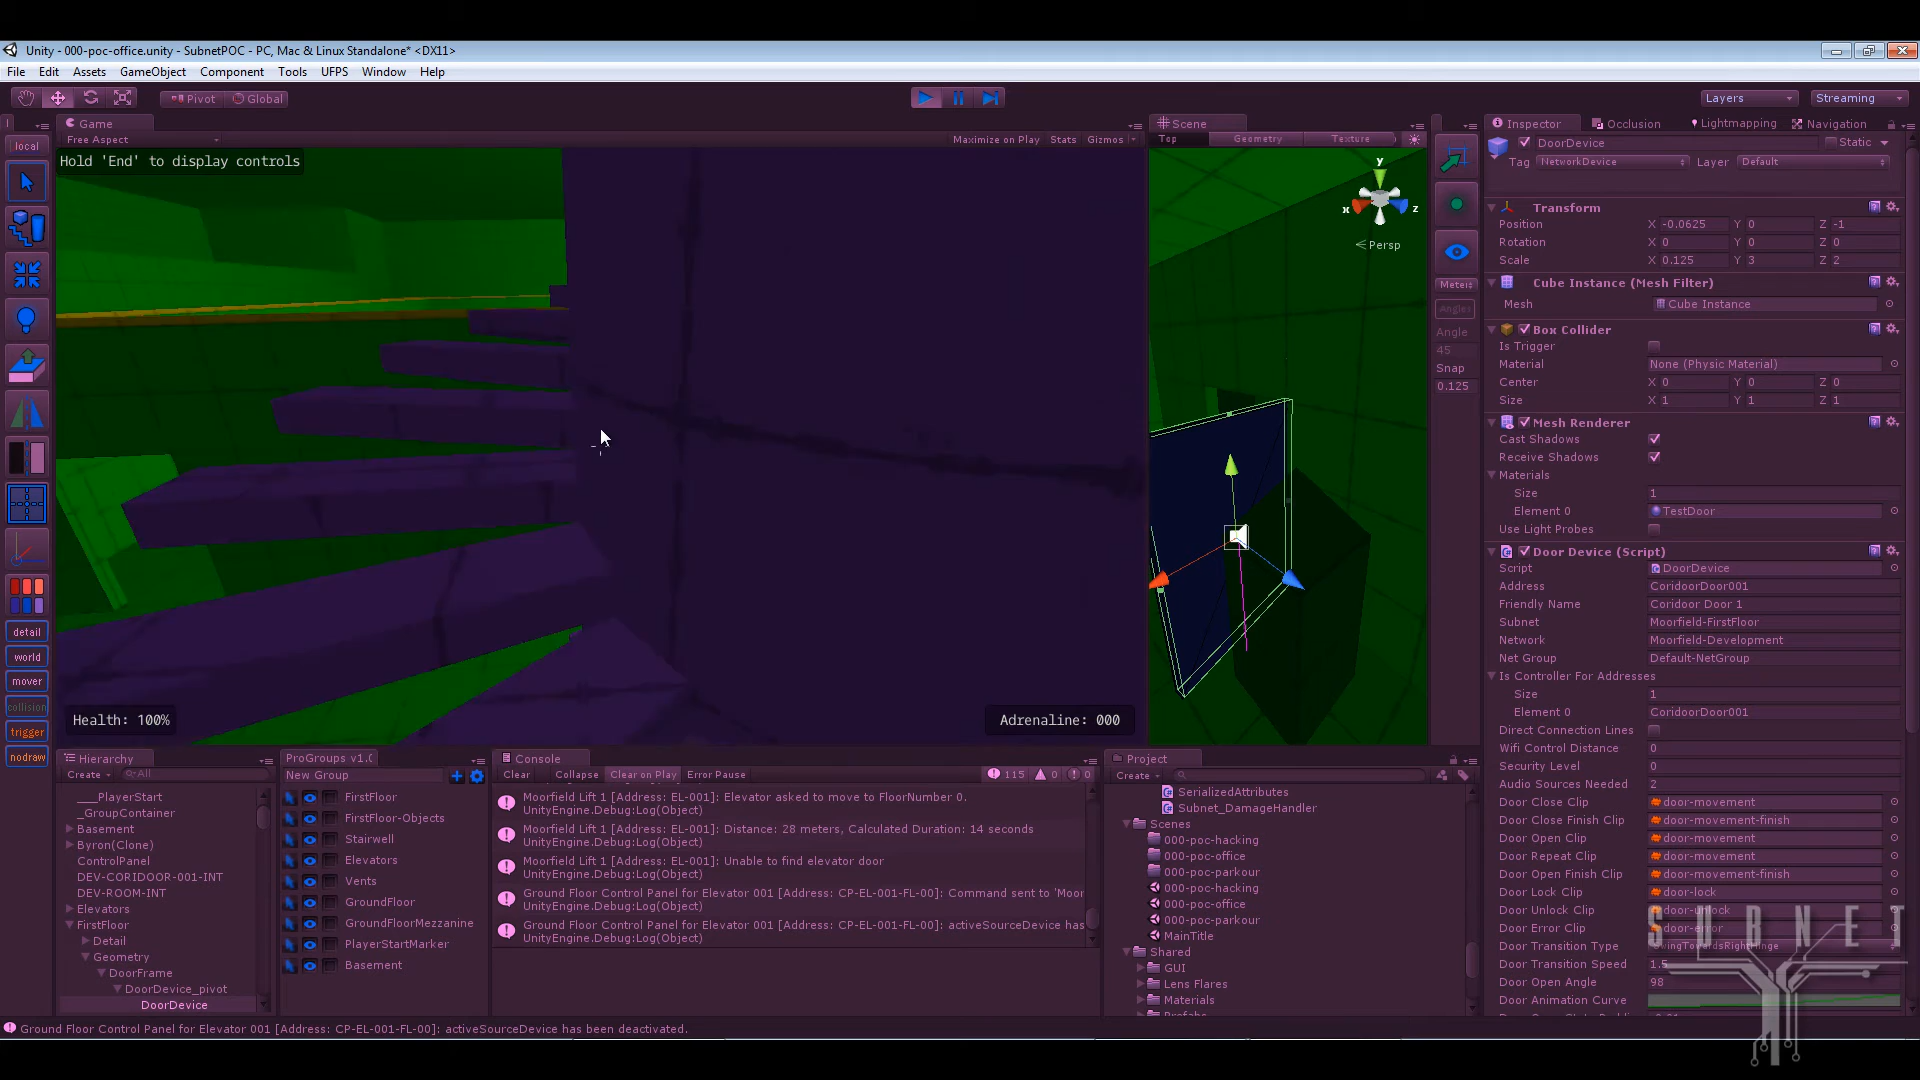 Unity - 000-poc-office.unity - SubnetPOC - PC, Mac & Linux Standalone* <DX11>
File Edit Assets GameObject Component Tools UFPS Window Help
Pivot Global Layers Streaming
Game
Free Aspect Maximize on Play Stats Gizmos
Hold 'End' to display controls
Health: 100%
Adrenaline: 000
local
detail
world
mover
collision
trigger
nodraw
Scene
Top Geometry Texture
y
x z
Persp
Meters
Angle
Angle
45
Snap
0.125
Inspector Occlusion Lightmapping Navigation
DoorDevice Static
Tag NetworkDevice Layer Default
Transform
Position X -0.0625 Y 0 Z -1
Rotation X 0 Y 0 Z 0
Scale X 0.125 Y 3 Z 2
Cube Instance (Mesh Filter)
Mesh Cube Instance
Box Collider
Is Trigger
Material None (Physic Material)
Center X 0 Y 0 Z 0
Size X 1 Y 1 Z 1
Mesh Renderer
Cast Shadows
Receive Shadows
Materials
Size 1
Element 0 TestDoor
Use Light Probes
Door Device (Script)
Script DoorDevice
Address CoridoorDoor001
Friendly Name Coridoor Door 1
Subnet Moorfield-FirstFloor
Network Moorfield-Development
Net Group Default-NetGroup
Is Controller For Addresses
Size 1
Element 0 CoridoorDoor001
Direct Connection Lines
Wifi Control Distance 0
Security Level 0
Audio Sources Needed 2
Door Close Clip door-movement
Door Close Finish Clip door-movement-finish
Door Open Clip door-movement
Door Repeat Clip door-movement
Door Open Finish Clip door-movement-finish
Door Lock Clip door-lock
Door Unlock Clip door-unlock
Door Error Clip door-error
Door Transition Type SwingTowardsRightHinge
Door Transition Speed 1.5
Door Open Angle 98
Door Animation Curve
SUBNET
Hierarchy
Create All
___PlayerStart
_GroupContainer
Basement
Byron(Clone)
ControlPanel
DEV-CORIDOOR-001-INT
DEV-ROOM-INT
Elevators
FirstFloor
Detail
Geometry
DoorFrame
DoorDevice_pivot
DoorDevice
ProGroups v1.0
New Group
FirstFloor
FirstFloor-Objects
Stairwell
Elevators
Vents
GroundFloor
GroundFloorMezzanine
PlayerStartMarker
Basement
Console
Clear Collapse Clear on Play Error Pause 115 0 0
Moorfield Lift 1 [Address: EL-001]: Elevator asked to move to FloorNumber 0.
UnityEngine.Debug:Log(Object)
Moorfield Lift 1 [Address: EL-001]: Distance: 28 meters, Calculated Duration: 14 seconds
UnityEngine.Debug:Log(Object)
Moorfield Lift 1 [Address: EL-001]: Unable to find elevator door
UnityEngine.Debug:Log(Object)
Ground Floor Control Panel for Elevator 001 [Address: CP-EL-001-FL-00]: Command sent to 'Moor
UnityEngine.Debug:Log(Object)
Ground Floor Control Panel for Elevator 001 [Address: CP-EL-001-FL-00]: activeSourceDevice has
UnityEngine.Debug:Log(Object)
Project
Create
SerializedAttributes
Subnet_DamageHandler
Scenes
000-poc-hacking
000-poc-office
000-poc-parkour
000-poc-hacking
000-poc-office
000-poc-parkour
MainTitle
Shared
GUI
Lens Flares
Materials
Prefabs
Ground Floor Control Panel for Elevator 001 [Address: CP-EL-001-FL-00]: activeSourceDevice has been deactivated.